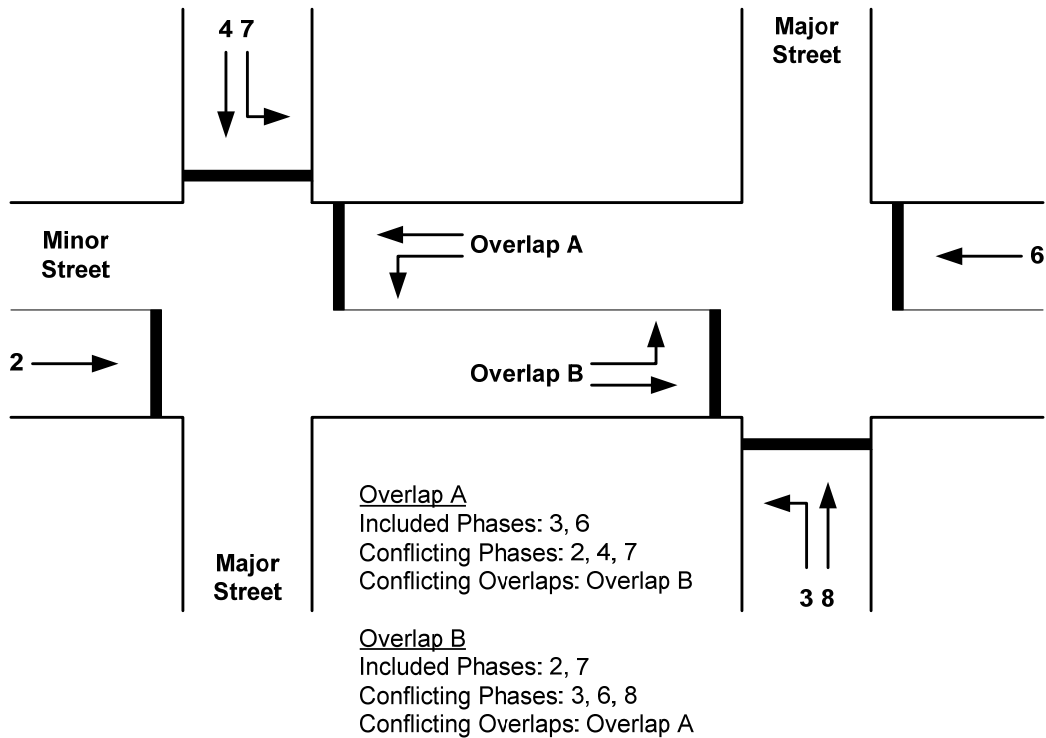 4 7
Major
Street
Minor
Street
Overlap A
6
2
Overlap B
Overlap A
Included Phases: 3, 6
Conflicting Phases: 2, 4, 7
Conflicting Overlaps: Overlap B
Major
Street
3 8
Overlap B
Included Phases: 2, 7
Conflicting Phases: 3, 6, 8
Conflicting Overlaps: Overlap A